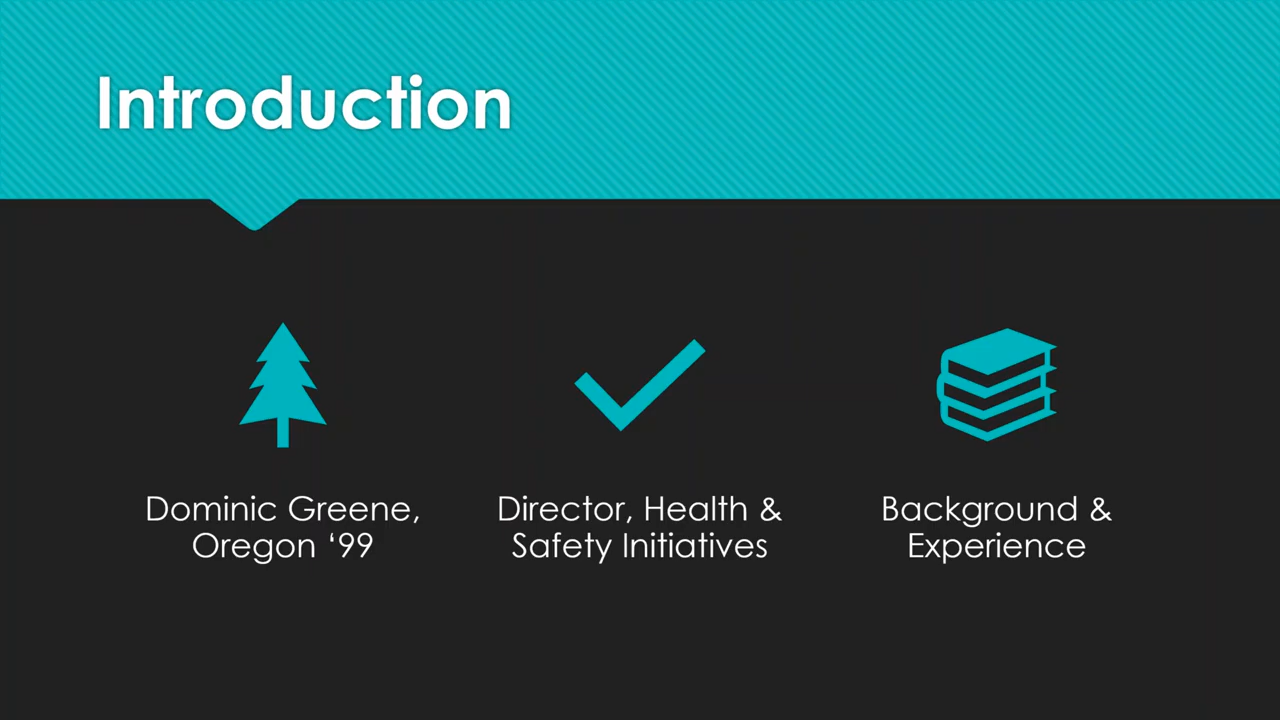 Introduction
Dominic Greene,
Oregon ‘99
Director, Health &
Safety Initiatives
Background &
Experience